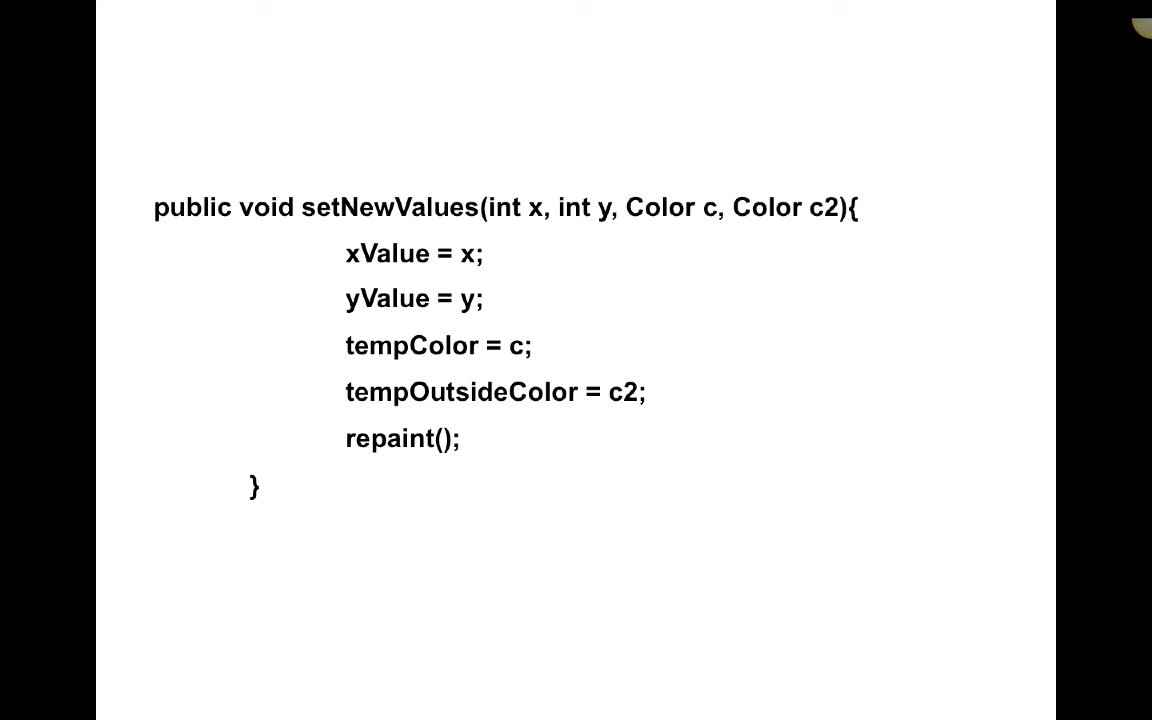 public void setNewValues(int x, int y, Color c, Color c2){
xValue = x;
yValue = y;
tempColor = c;
tempOutsideColor = c2;
repaint();
}